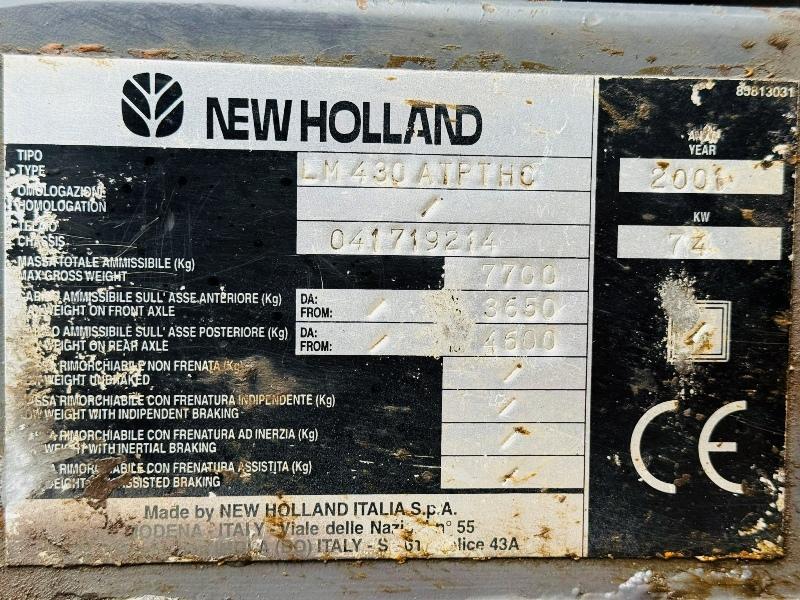 85813031
NEW HOLLAND
TIPO
TYPE
LM 430 ATPTHC
YEAR
2001
OMOLOGAZIONE
HOMOLOGATION
/
KW
74
TELAIO
CHASSIS
041719214
MASSA TOTALE AMMISSIBILE (Kg)
MAX GROSS WEIGHT
7700
AMMISSIBILE SULL' ASSE ANTERIORE (Kg)
WEIGHT ON FRONT AXLE
DA:
FROM:
/
3650
AMMISSIBILE SULL' ASSE POSTERIORE (Kg)
WEIGHT ON REAR AXLE
DA:
FROM:
/
4600
RIMORCHIABILE NON FRENATA (Kg)
WEIGHT UNBRAKED
/
RIMORCHIABILE CON FRENATURA INDIPENDENTE (Kg)
WEIGHT WITH INDIPENDENT BRAKING
/
RIMORCHIABILE CON FRENATURA AD INERZIA (Kg)
WEIGHT WITH INERTIAL BRAKING
/
RIMORCHIABILE CON FRENATURA ASSISTITA (Kg)
ASSISTED BRAKING
/
CE
Made by NEW HOLLAND ITALIA S.p.A.
MODENA - ITALY - Viale delle n° 55
(BO) ITALY - 43A